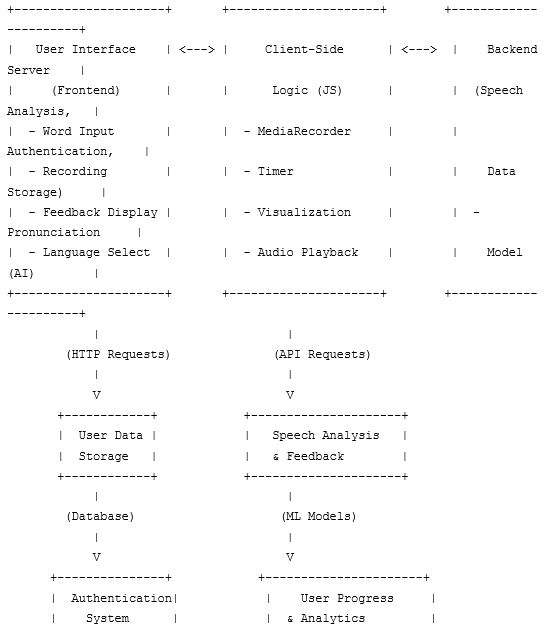 +---------------------+       +---------------------+        +------------
----------+
|   User Interface    | <---> |     Client-Side      | <--->  |    Backend
Server    |
|     (Frontend)      |       |      Logic (JS)      |        |  (Speech
Analysis,   |
|  - Word Input       |       |  - MediaRecorder     |        |
Authentication,    |
|  - Recording        |       |  - Timer             |        |    Data
Storage)     |
|  - Feedback Display |       |  - Visualization     |        |  -
Pronunciation     |
|  - Language Select  |       |  - Audio Playback    |        |    Model
(AI)        |
+---------------------+       +---------------------+        +------------
----------+
            |                          |
        (HTTP Requests)              (API Requests)
            |                          |
            V                          V
       +------------+            +--------------------+
       |  User Data |            |   Speech Analysis   |
       |  Storage   |            |   & Feedback        |
       +------------+            +--------------------+
            |                          |
        (Database)                    (ML Models)
            |                          |
            V                          V
      +---------------+            +----------------------+
      |  Authentication|            |    User Progress     |
      |    System      |            |  & Analytics         |